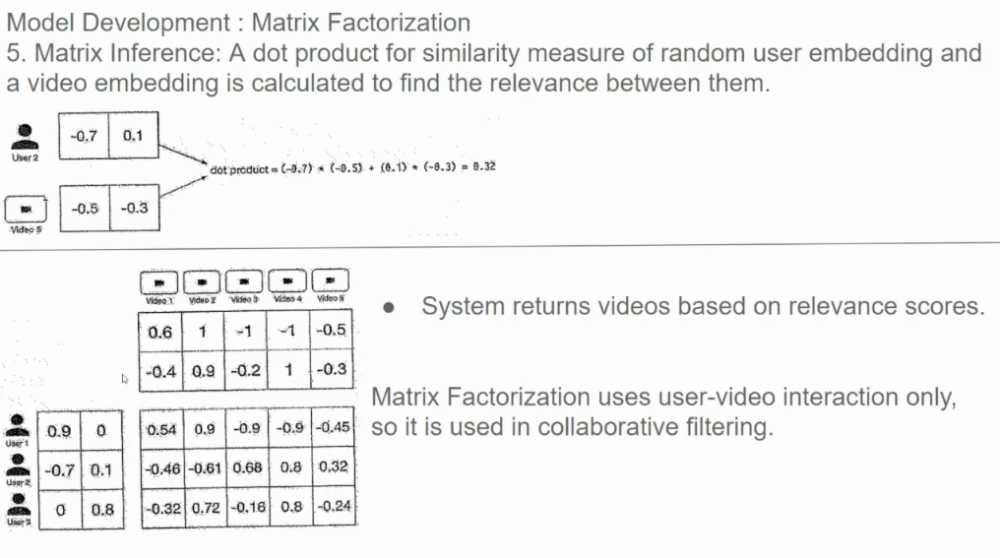 Model Development : Matrix Factorization
5. Matrix Inference: A dot product for similarity measure of random user embedding and
a video embedding is calculated to find the relevance between them.
-0.7 0.1
User 2
dot product = (-0.7) * (-0.5) + (0.1) * (-0.3) = 0.32
-0.5 -0.3
Video 5
Video 1 Video 2 Video 3 Video 4 Video 5
0.6 1 -1 -1 -0.5
-0.4 0.9 -0.2 1 -0.3
● System returns videos based on relevance scores.
Matrix Factorization uses user-video interaction only,
so it is used in collaborative filtering.
0.9 0 0.54 0.9 -0.9 -0.9 -0.45
User 1
-0.7 0.1 -0.46 -0.61 0.68 0.8 0.32
User 2
0 0.8 -0.32 0.72 -0.16 0.8 -0.24
User 3